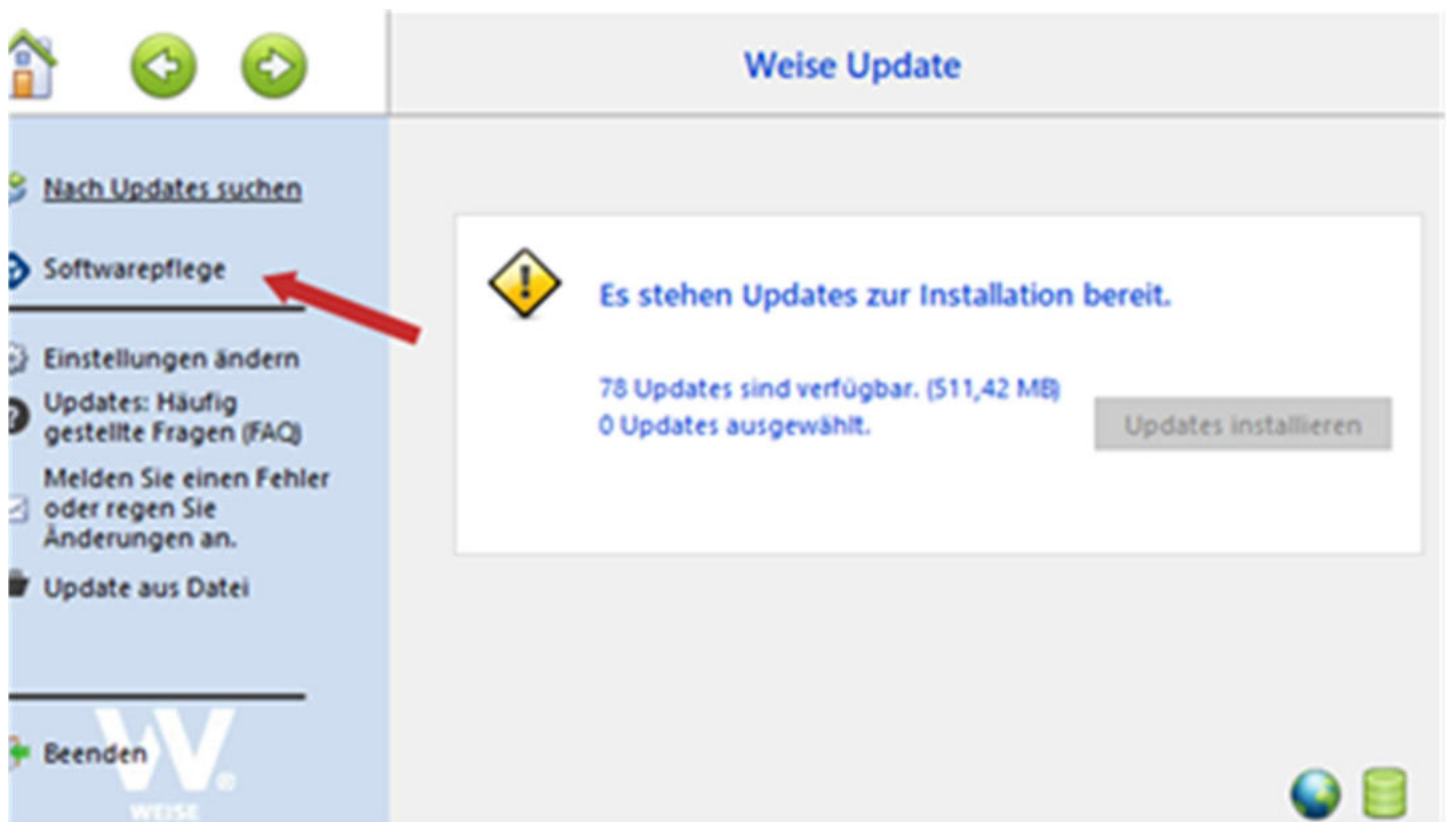 Weise Update
Nach Updates suchen
Softwarepflege
Einstellungen ändern
Updates: Häufig
gestellte Fragen (FAQ)
Melden Sie einen Fehler
oder regen Sie
Änderungen an.
Update aus Datei
Beenden
W®
WEISE
Es stehen Updates zur Installation bereit.
78 Updates sind verfügbar. (511,42 MB)
0 Updates ausgewählt.
Updates installieren